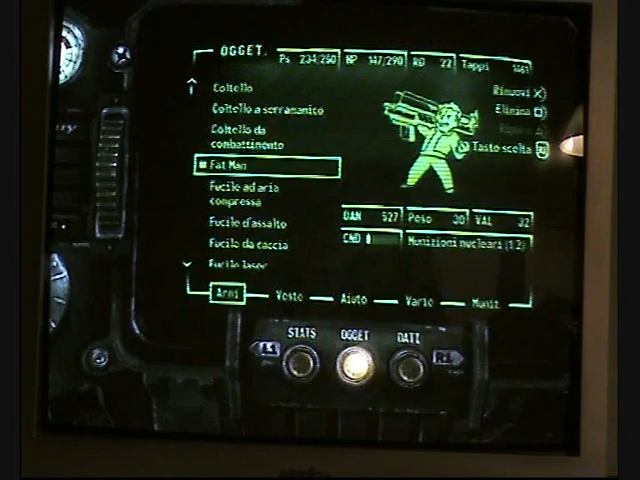 OGGET.
Ps 234/250 HP 147/290 RD 22 Tappi
Coltello
Coltello a serramanico
Coltello da
combattimento
Fat Man
Fucile ad aria
compressa
Fucile d'assalto
Fucile da caccia
Fucile laser
Rimuovi X)
Elimina
Tasto scelta
DAN 527 Peso 30 VAL 32
CND Munizioni nucleari (12)
Armi Veste Aiuto Varie Munit.
STATS OGGET DATI
L1